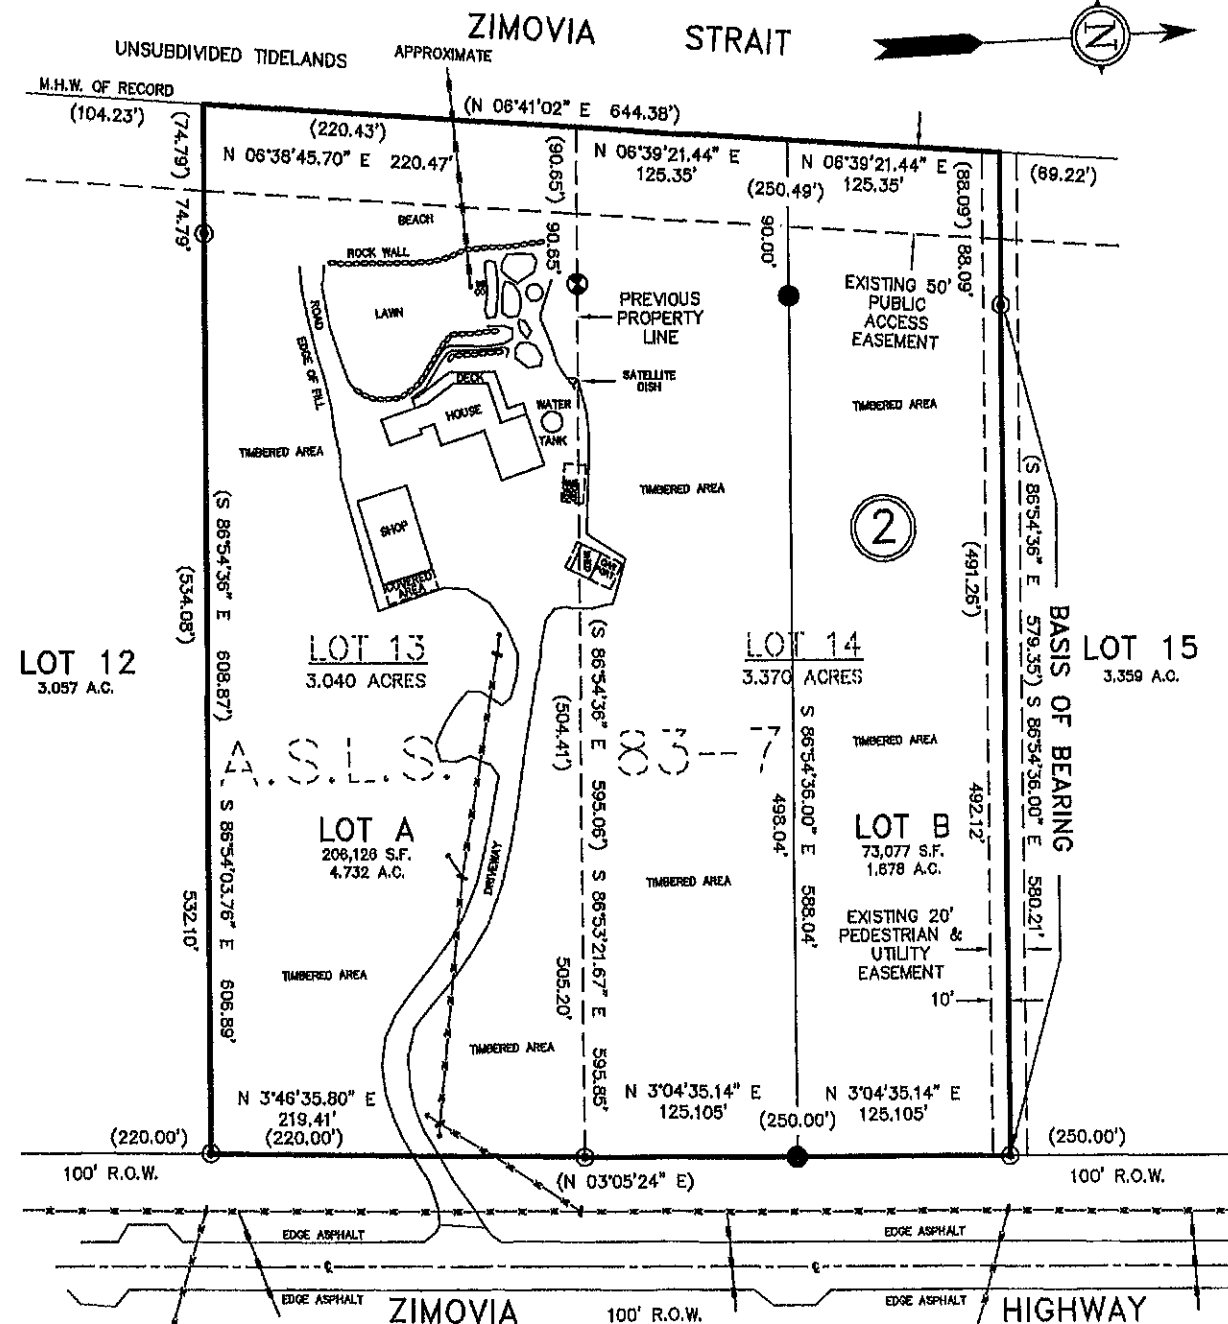 ZIMOVIA STRAIT
N
UNSUBDIVIDED TIDELANDS
APPROXIMATE
M.H.W. OF RECORD
(104.23')
(74.79')
74.79'
(220.43')
(N 06°41'02" E 644.38')
N 06°38'45.70" E 220.47'
(90.65')
90.65'
N 06°39'21.44" E
125.35'
(250.49')
90.00'
N 06°39'21.44" E
125.35'
(88.09')
88.09'
(69.22')
BEACH
ROCK WALL
LAWN
ROAD
EDGE OF FILL
PREVIOUS
PROPERTY
LINE
EXISTING 50'
PUBLIC
ACCESS
EASEMENT
SATELLITE
DISH
DECK
HOUSE
WATER
TANK
TIMBERED AREA
TIMBERED AREA
TIMBERED AREA
SHOP
COVERED
AREA
2
(S 86°54'36" E 608.87')
(534.08')
S 86°54'03.76" E 606.89'
532.10'
(S 86°54'36" E 595.06')
(504.41')
S 86°53'21.67" E 595.85'
505.20'
S 86°54'36.00" E 588.04'
498.04'
(491.26')
492.12'
(S 86°54'36" E 579.35')
S 86°54'36.00" E 580.21'
BASIS OF BEARING
LOT 12
3.057 A.C.
LOT 13
3.040 ACRES
LOT 14
3.370 ACRES
LOT 15
3.359 A.C.
A.S.L.S. 83-7
TIMBERED AREA
LOT A
206,126 S.F.
4.732 A.C.
DRIVEWAY
TIMBERED AREA
LOT B
73,077 S.F.
1.678 A.C.
EXISTING 20'
PEDESTRIAN &
UTILITY
EASEMENT
10'
TIMBERED AREA
TIMBERED AREA
N 3°46'35.80" E
219.41'
(220.00')
(220.00')
N 3°04'35.14" E
125.105'
(250.00')
N 3°04'35.14" E
125.105'
(250.00')
100' R.O.W.
(N 03°05'24" E)
100' R.O.W.
EDGE ASPHALT
EDGE ASPHALT
EDGE ASPHALT
EDGE ASPHALT
ZIMOVIA
100' R.O.W.
HIGHWAY